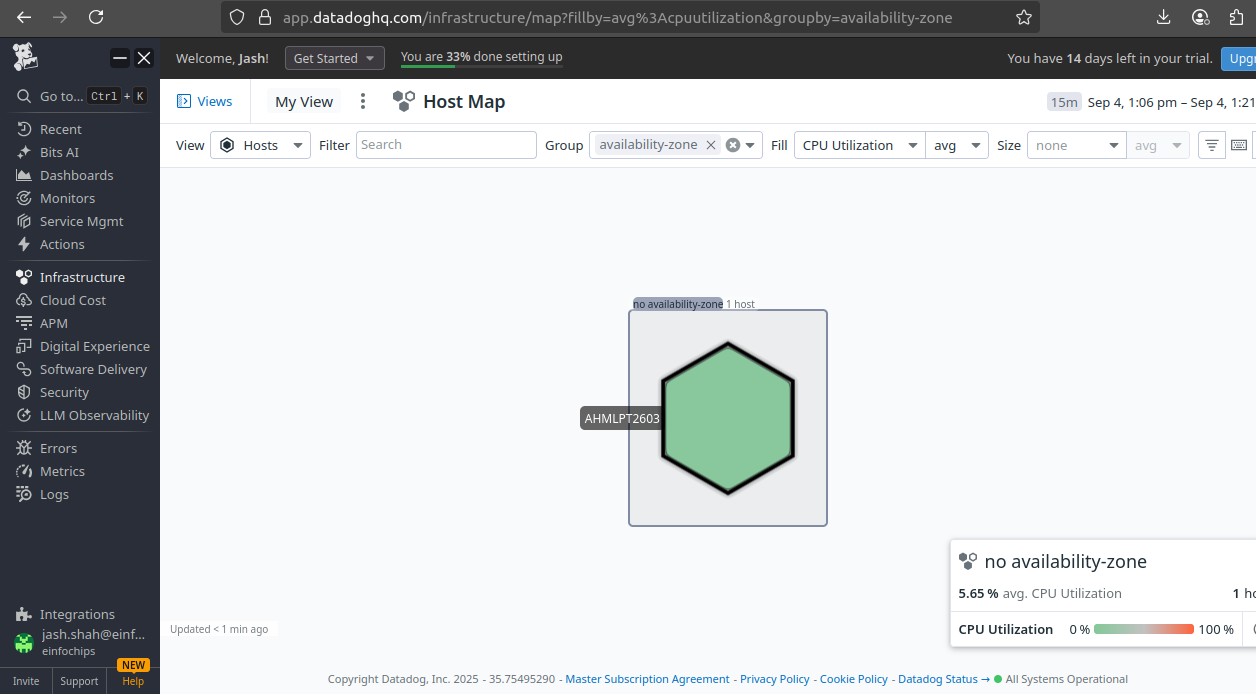 app.datadoghq.com/infrastructure/map?fillby=avg%3Acpuutilization&groupby=availability-zone
Welcome, Jash!
Get Started
You are 33% done setting up
You have 14 days left in your trial.
Upgr
Go to... Ctrl + K
Recent
Bits AI
Dashboards
Monitors
Service Mgmt
Actions
Infrastructure
Cloud Cost
APM
Digital Experience
Software Delivery
Security
LLM Observability
Errors
Metrics
Logs
Integrations
jash.shah@einf...
einfochips
NEW
Invite Support Help
Views
My View
Host Map
15m Sep 4, 1:06 pm – Sep 4, 1:21
View Hosts Filter Search Group availability-zone Fill CPU Utilization avg Size none avg
no availability-zone 1 host
AHMLPT2603
no availability-zone
5.65 % avg. CPU Utilization 1 ho
CPU Utilization 0 % 100 %
Updated < 1 min ago
Copyright Datadog, Inc. 2025 - 35.75495290 - Master Subscription Agreement - Privacy Policy - Cookie Policy - Datadog Status → All Systems Operational